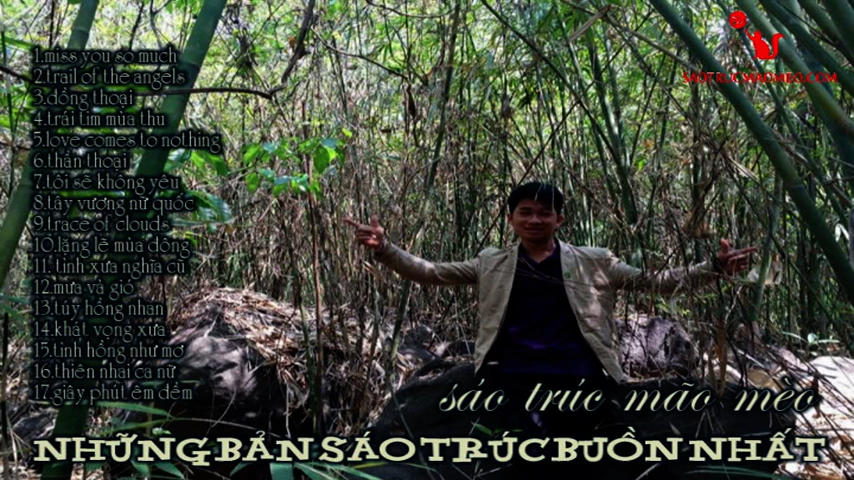 SAOTRUCMAOMEO.COM
1.miss you so much
2.trail of the angels
3.đồng thoại
4.trái tim mùa thu
5.love comes to nothing
6.thần thoại
7.tôi sẽ không yêu
8.tây vương nữ quốc
9.trace of clouds
10.lặng lẽ mùa đông
11. tình xưa nghĩa cũ
12.mưa và gió
13.túy hồng nhan
14.khát vọng xưa
15.tình hồng như mơ
16.thiên nhai ca nữ
17.giây phút êm đềm
sáo trúc mão mèo
NHỮNG BẢN SÁO TRÚC BUỒN NHẤT